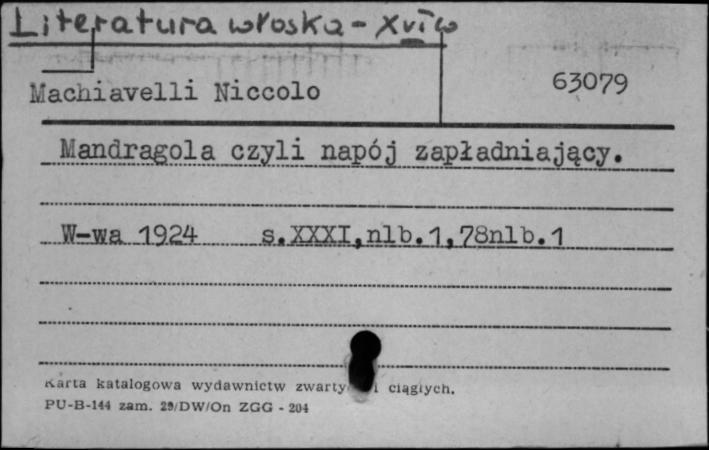 Literatura włoska - XVI w
Machiavelli Niccolo
63079
Mandragola czyli napój zapładniający.
W-wa 1924 s.XXXI,nlb.1,78nlb.1
Karta katalogowa wydawnictw i ciągłych.
PU-B-144 zam. 29/DW/On ZGG - 204